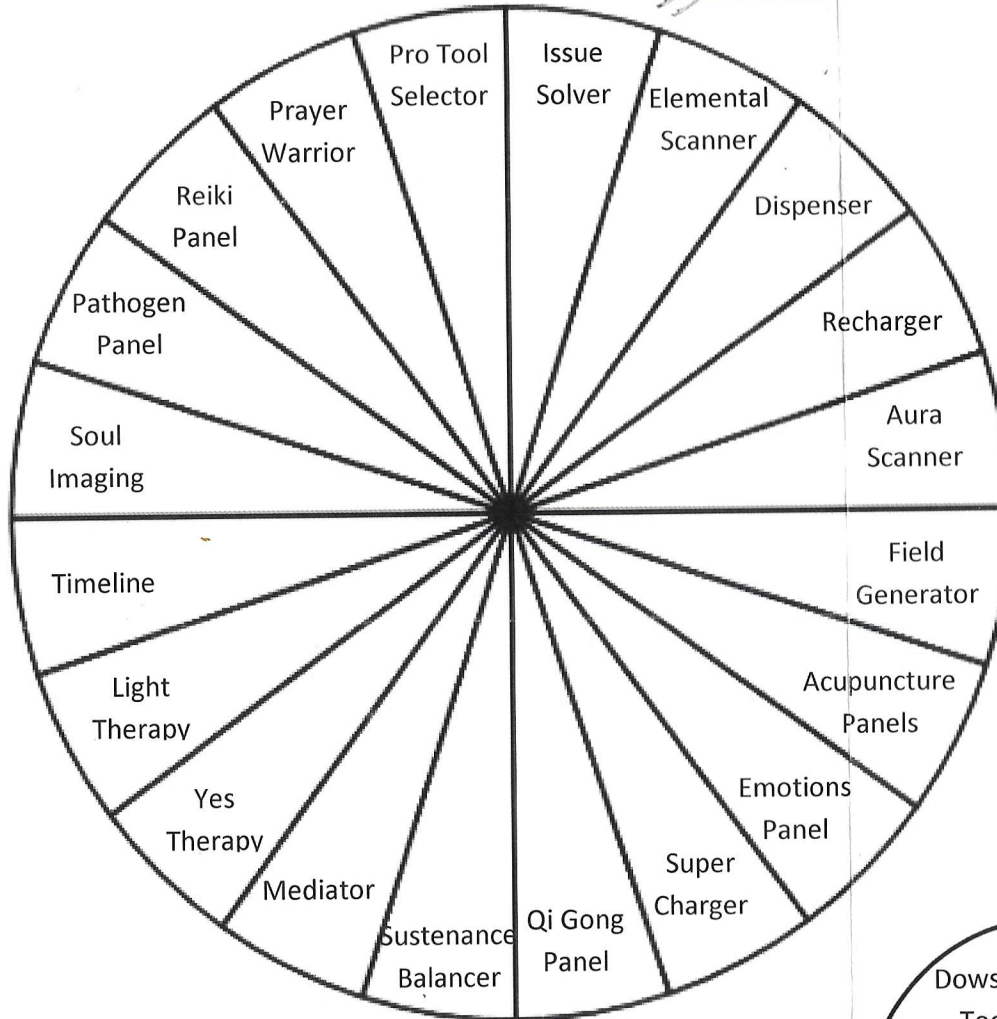 Pro Tool
Selector
Issue
Solver
Elemental
Scanner
Dispenser
Recharger
Aura
Scanner
Field
Generator
Acupuncture
Panels
Emotions
Panel
Super
Charger
Qi Gong
Panel
Sustenance
Balancer
Mediator
Yes
Therapy
Light
Therapy
Timeline
Soul
Imaging
Pathogen
Panel
Reiki
Panel
Prayer
Warrior
Dows